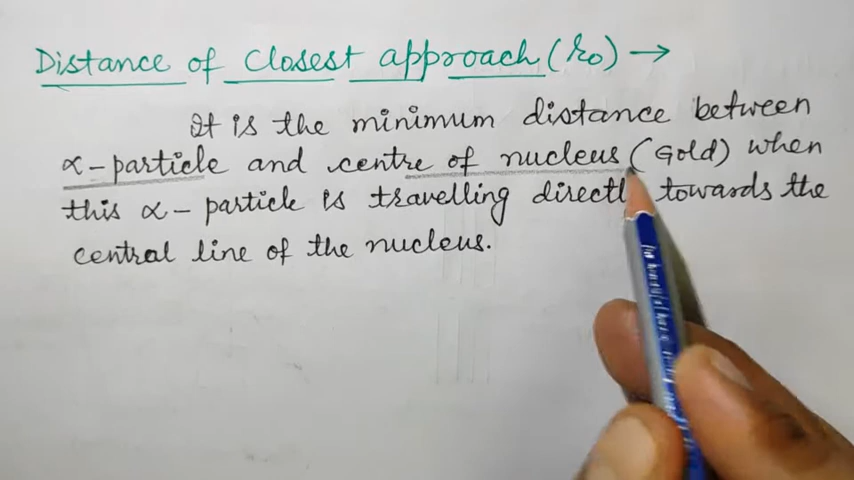 Distance of Closest approach (r₀) →
It is the minimum distance between
α-particle and centre of nucleus (Gold) when
this α-particle is travelling directl towards the
central line of the nucleus.